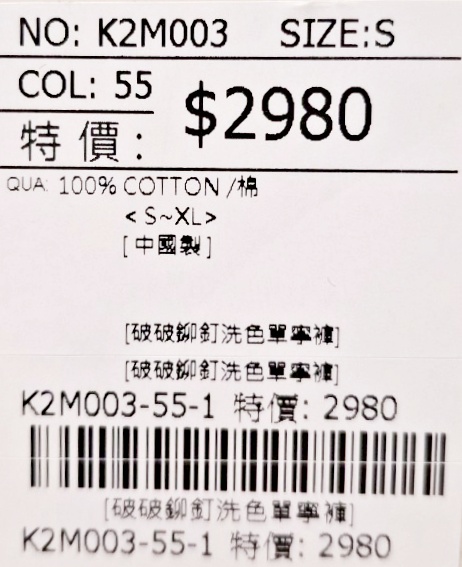 NO: K2M003 SIZE:S
COL: 55
特價: $2980
QUA: 100% COTTON /棉
< S~XL>
[中國製]
[破破鉚釘洗色單寧褲]
[破破鉚釘洗色單寧褲]
K2M003-55-1 特價: 2980
[破破鉚釘洗色單寧褲]
K2M003-55-1 特價: 2980